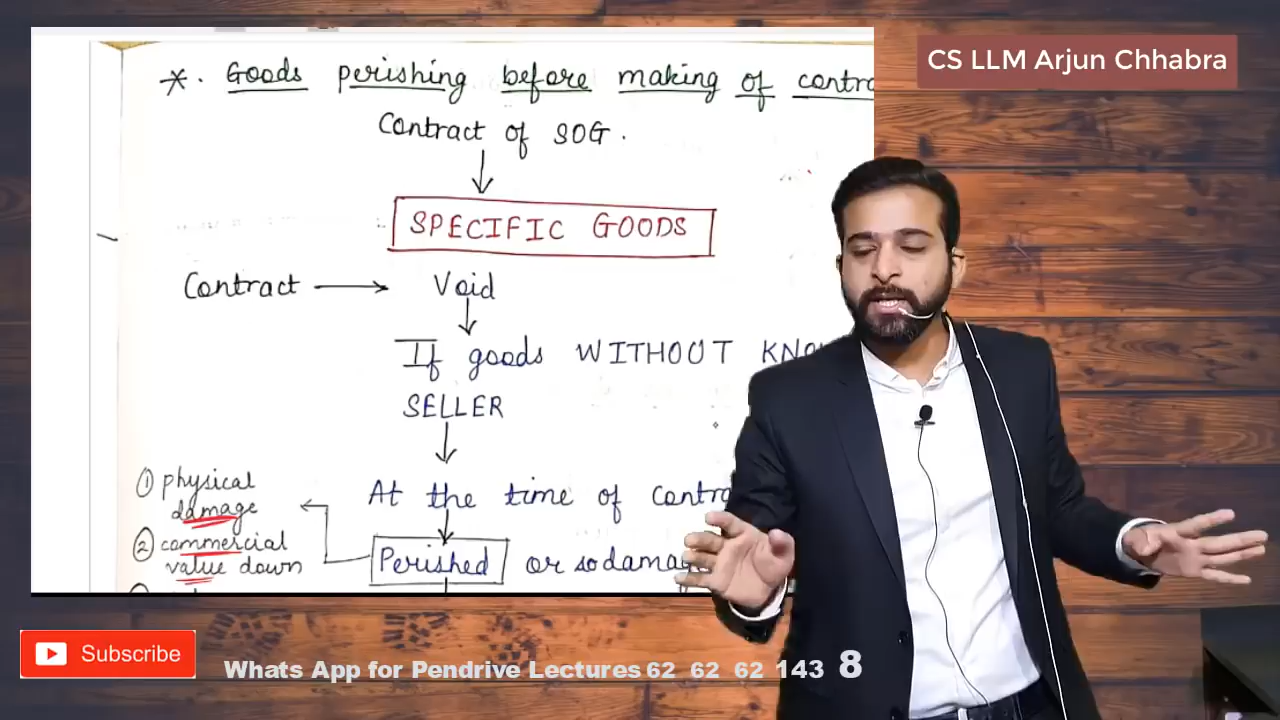 CS LLM Arjun Chhabra
*. Goods perishing before making of contra
Contract of SOG.
SPECIFIC GOODS
Contract → Void
If goods WITHOUT KNO
SELLER
① physical damage
② commercial value down
At the time of contra
Perished or so damag
Subscribe
Whats App for Pendrive Lectures 62 62 62 143 8